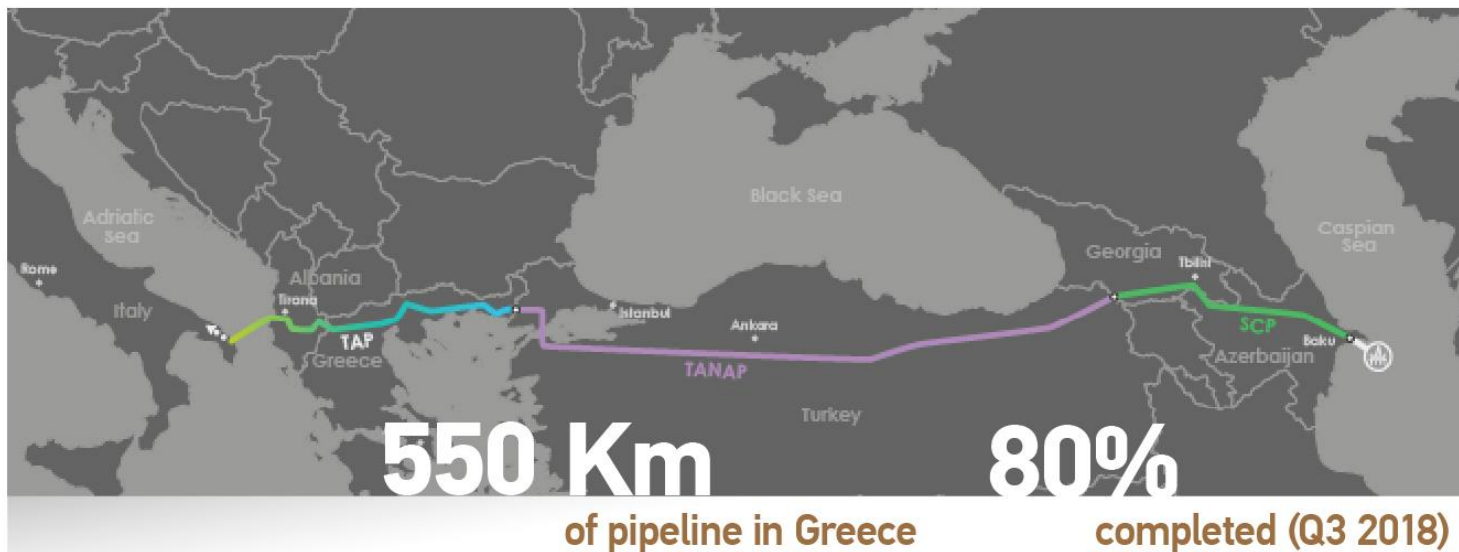 Black Sea
Adriatic
Sea
Caspian
Sea
Georgia
Tbilisi
Rome
Albania
Tirana
Italy
Istanbul
Ankara
SCP
Baku
TAP
Greece
Azerbaijan
TANAP
Turkey
550 Km
80%
of pipeline in Greece
completed (Q3 2018)